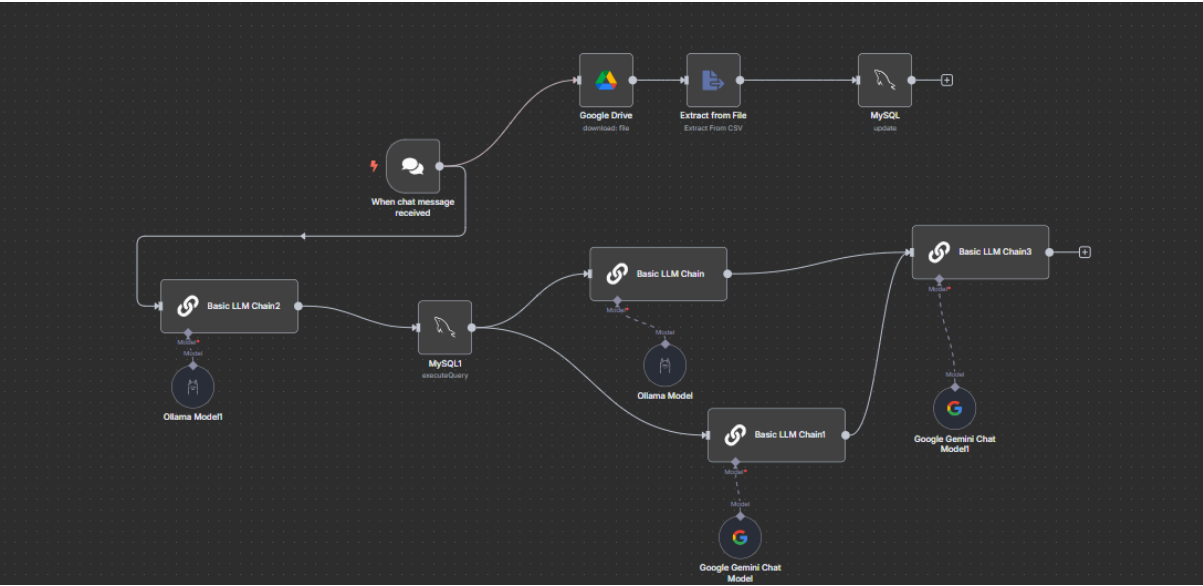 Google Drive
download: file
Extract from File
Extract From CSV
MySQL
update
When chat message
received
Basic LLM Chain3
Model*
Model
Google Gemini Chat
Model1
Basic LLM Chain
Model*
Model
Ollama Model
Basic LLM Chain2
Model*
Model
Ollama Model1
MySQL1
executeQuery
Basic LLM Chain1
Model*
Model
Google Gemini Chat
Model